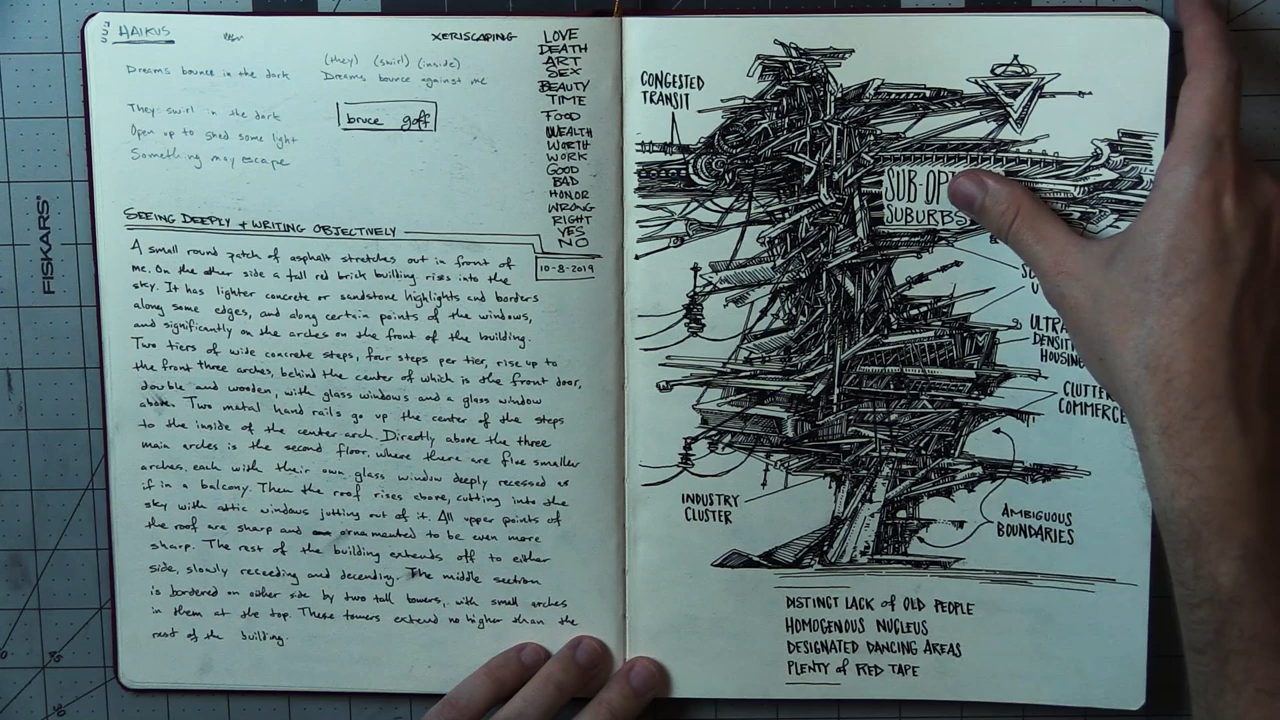 HAIKUS
7
5
5
XERISCAPING
(they) (swirl) (inside)
Dreams bounce in the dark
Dreams bounce against me
They swirl in the dark
Open up to shed some light
Something may escape
bruce goff
LOVE
DEATH
ART
SEX
BEAUTY
TIME
FOOD
WEALTH
WORTH
WORK
GOOD
BAD
HONOR
WRONG
RIGHT
YES
NO
SEEING DEEPLY + WRITING OBJECTIVELY
10-8-2019
A small round patch of asphalt stretches out in front of
me. On the other side a tall red brick building rises into the
sky. It has lighter concrete or sandstone highlights and borders
along some edges, and along certain points of the windows,
and significantly on the arches on the front of the building.
Two tiers of wide concrete steps, four steps per tier, rise up to
the front three arches, behind the center of which is the front door,
double and wooden, with glass windows and a glass window
above. Two metal hand rails go up the center of the steps
to the inside of the center arch. Directly above the three
main arches is the second floor, where there are five smaller
arches, each with their own glass window deeply recessed as
if in a balcony. Then the roof rises above, cutting into the
sky with attic windows jutting out of it. All upper points of
the roof are sharp and ornamented to be even more
sharp. The rest of the building extends off to either
side, slowly receeding and decending. The middle section
is bordered on either side by two tall towers, with small arches
in them at the top. These towers extend no higher than the
rest of the building.
CONGESTED
TRANSIT
SUB-OP
SUBURBS
ULTRA
DENSIT
HOUSING
CLUTTER
COMMERCE
INDUSTRY
CLUSTER
AMBIGUOUS
BOUNDARIES
DISTINCT LACK of OLD PEOPLE
HOMOGENOUS NUCLEUS
DESIGNATED DANCING AREAS
PLENTY of RED TAPE
FISKARS
0
45
30